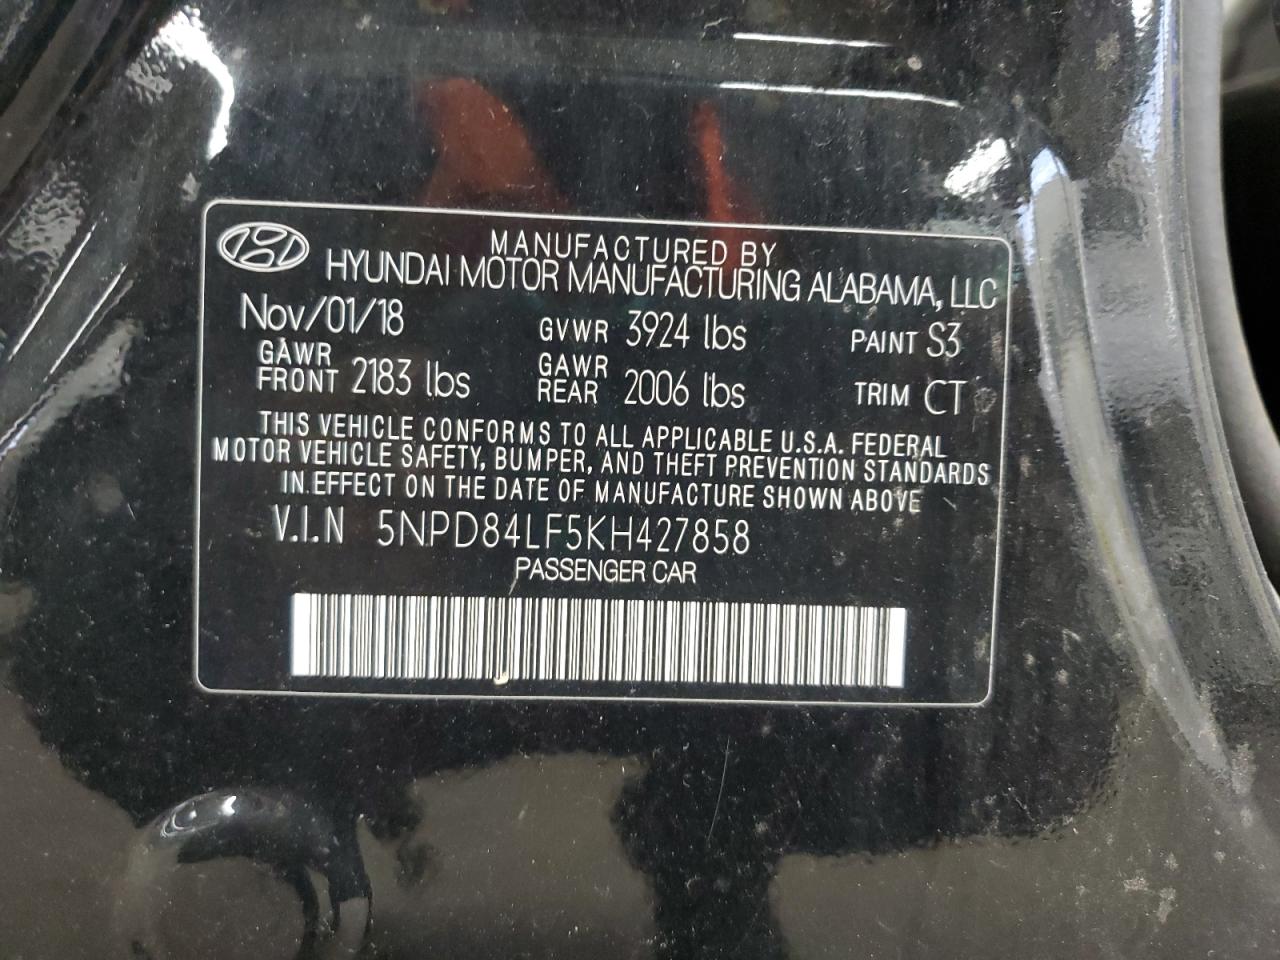 MANUFACTURED BY
HYUNDAI MOTOR MANUFACTURING ALABAMA, LLC
Nov/01/18 GVWR 3924 lbs PAINT S3
GAWR FRONT 2183 lbs GAWR REAR 2006 lbs TRIM CT
THIS VEHICLE CONFORMS TO ALL APPLICABLE U.S.A. FEDERAL
MOTOR VEHICLE SAFETY, BUMPER, AND THEFT PREVENTION STANDARDS
IN EFFECT ON THE DATE OF MANUFACTURE SHOWN ABOVE
V.I.N 5NPD84LF5KH427858
PASSENGER CAR